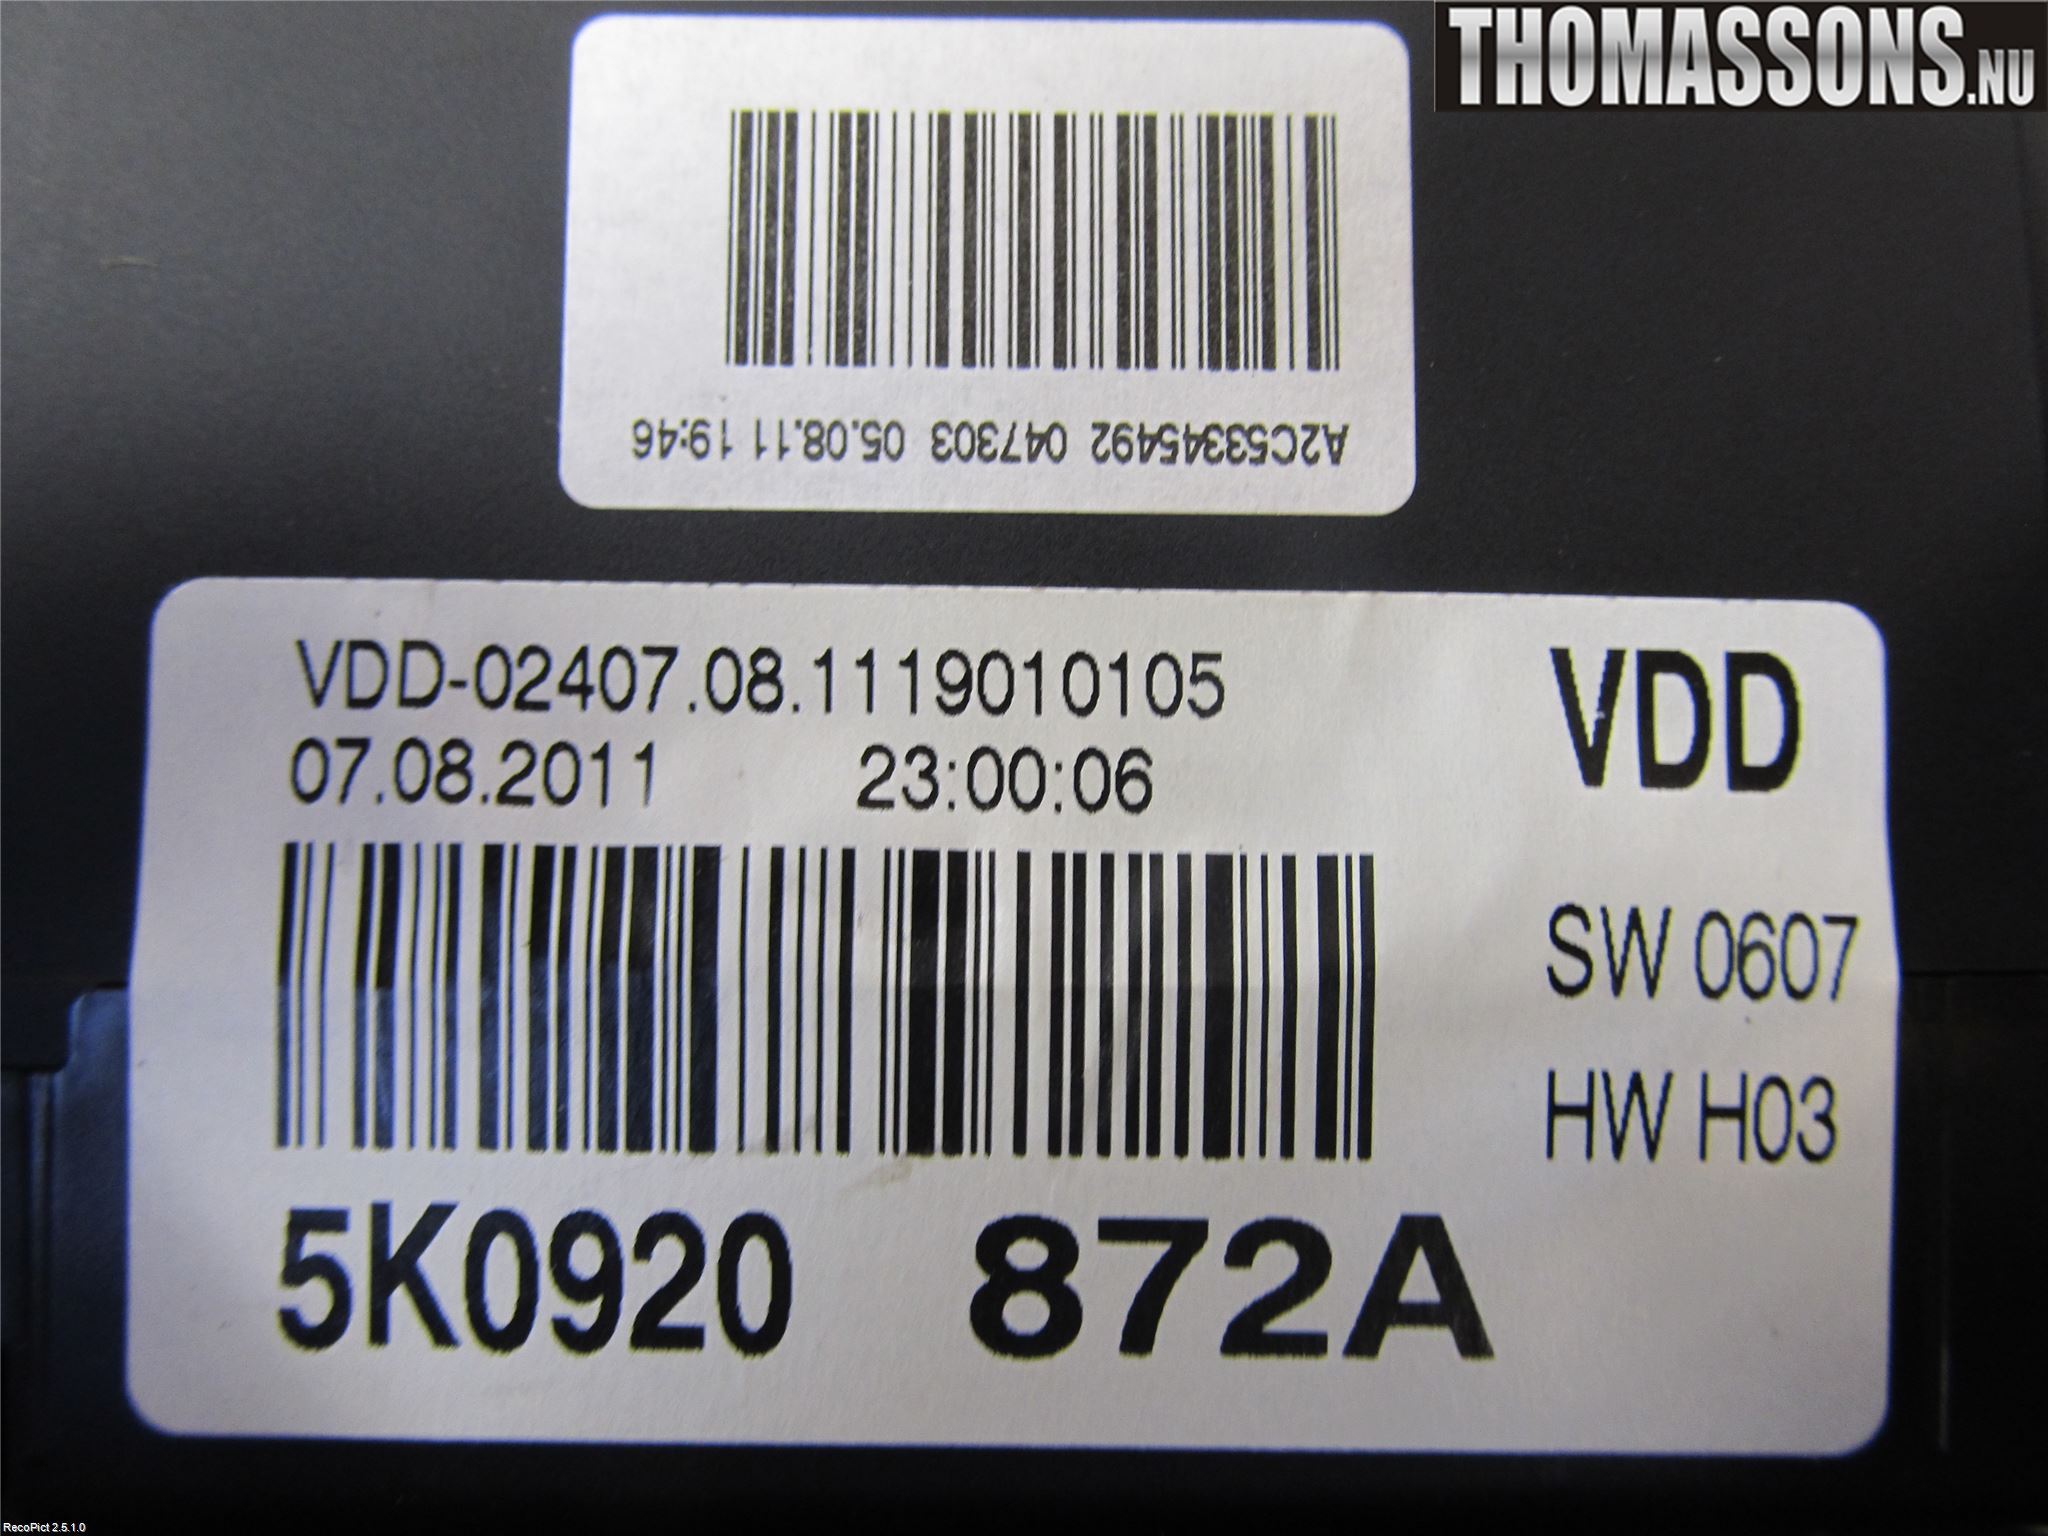 THOMASSONS.NU
A2C53345492 047303 05.08.11 19:46
VDD-02407.08.1119010105
07.08.2011 23:00:06
VDD
SW 0607
HW H03
5K0920 872A
RecoPict 2.5.1.0